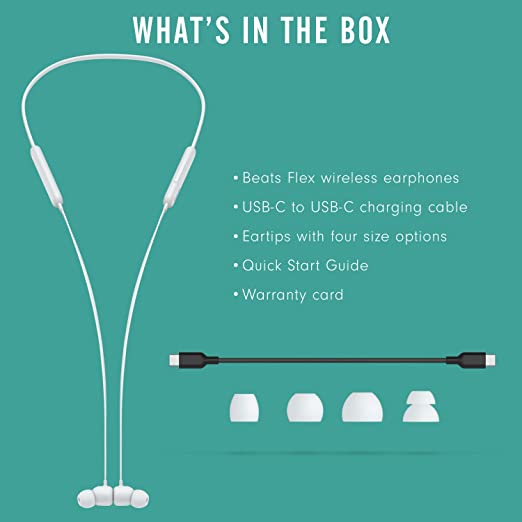 WHAT'S IN THE BOX
• Beats Flex wireless earphones
• USB-C to USB-C charging cable
• Eartips with four size options
• Quick Start Guide
• Warranty card